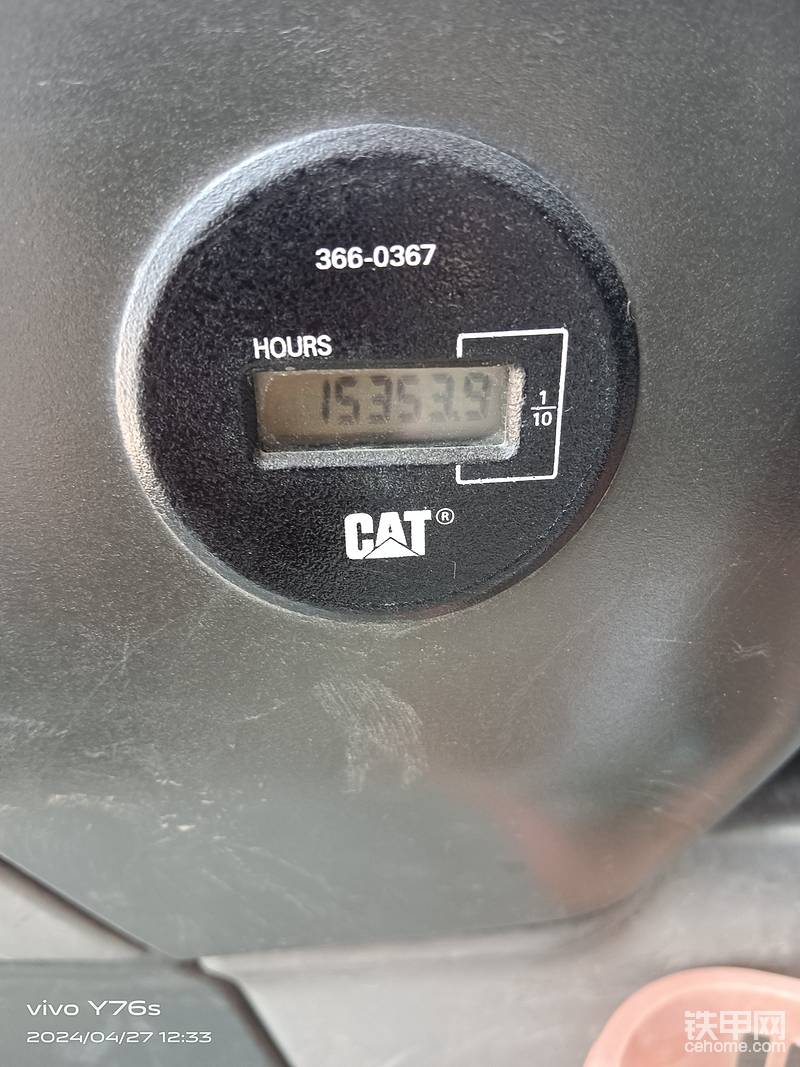 366-0367
HOURS
15353.9
1/10
CAT®
vivo Y76s
2024/04/27 12:33
铁甲网
cehome.com